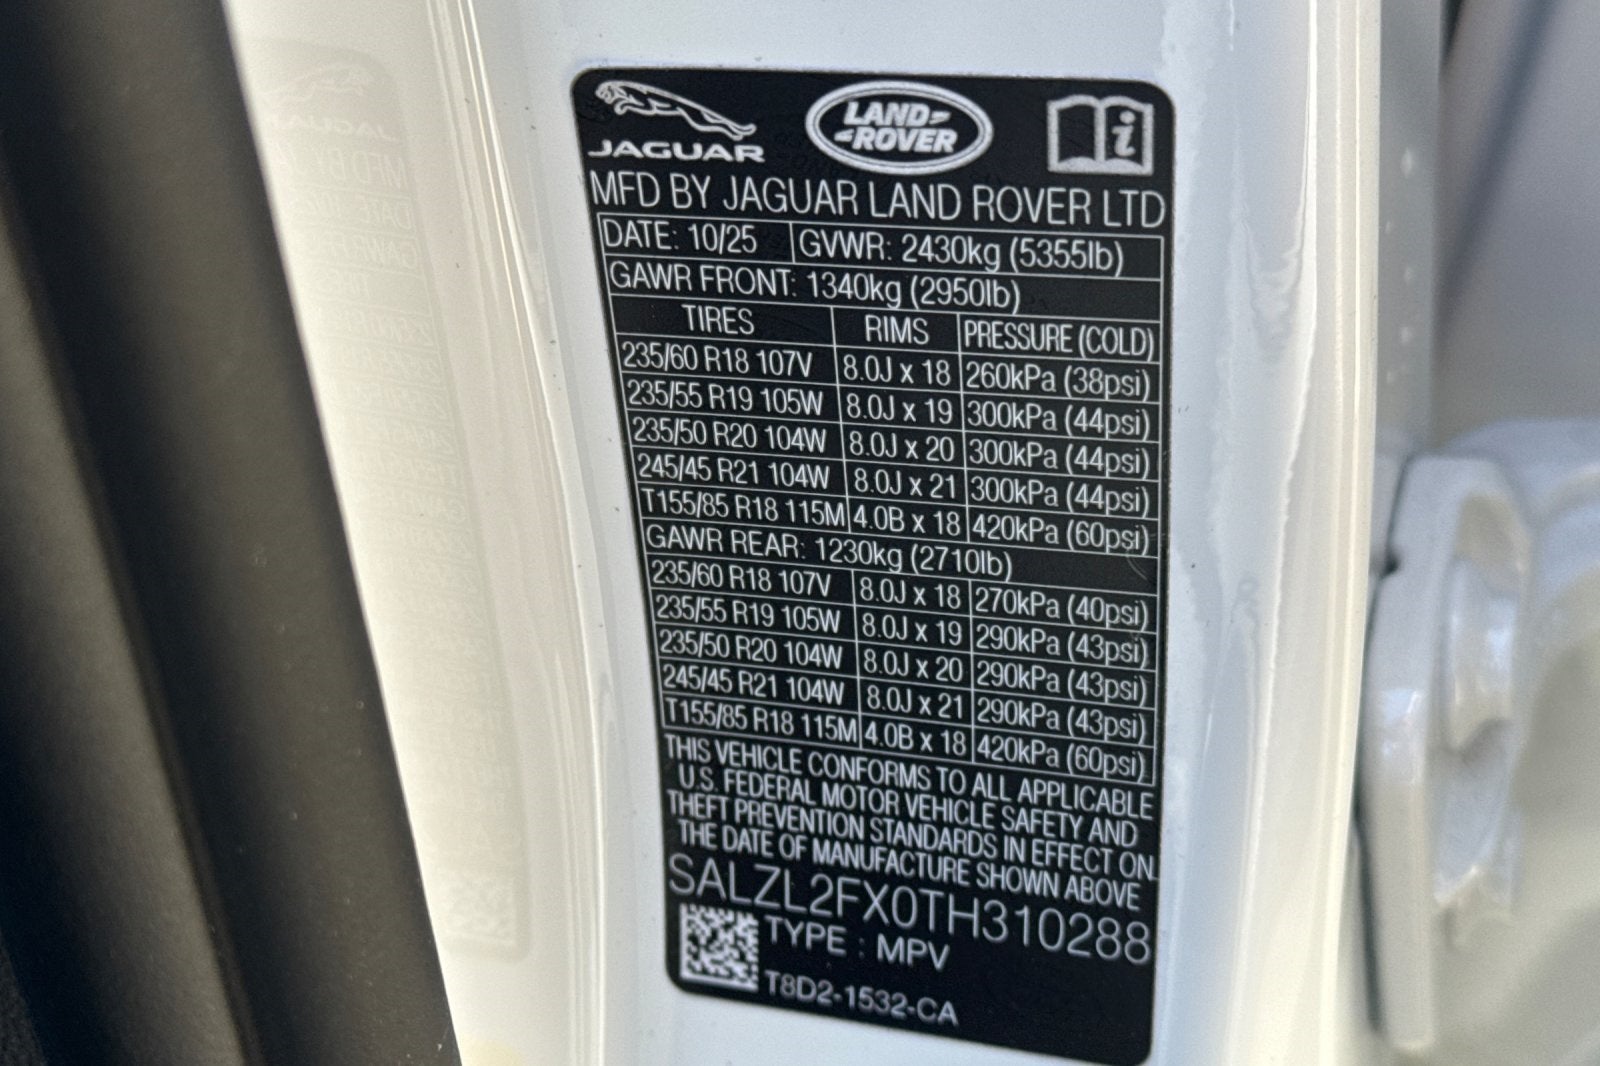 JAGUAR LAND ROVER i
MFD BY JAGUAR LAND ROVER LTD
DATE: 10/25 GVWR: 2430kg (5355lb)
GAWR FRONT: 1340kg (2950lb)
TIRES RIMS PRESSURE (COLD)
235/60 R18 107V 8.0J x 18 260kPa (38psi)
235/55 R19 105W 8.0J x 19 300kPa (44psi)
235/50 R20 104W 8.0J x 20 300kPa (44psi)
245/45 R21 104W 8.0J x 21 300kPa (44psi)
T155/85 R18 115M 4.0B x 18 420kPa (60psi)
GAWR REAR: 1230kg (2710lb)
235/60 R18 107V 8.0J x 18 270kPa (40psi)
235/55 R19 105W 8.0J x 19 290kPa (43psi)
235/50 R20 104W 8.0J x 20 290kPa (43psi)
245/45 R21 104W 8.0J x 21 290kPa (43psi)
T155/85 R18 115M 4.0B x 18 420kPa (60psi)
THIS VEHICLE CONFORMS TO ALL APPLICABLE
U.S. FEDERAL MOTOR VEHICLE SAFETY AND
THEFT PREVENTION STANDARDS IN EFFECT ON
THE DATE OF MANUFACTURE SHOWN ABOVE
SALZL2FX0TH310288
TYPE : MPV
T8D2-1532-CA